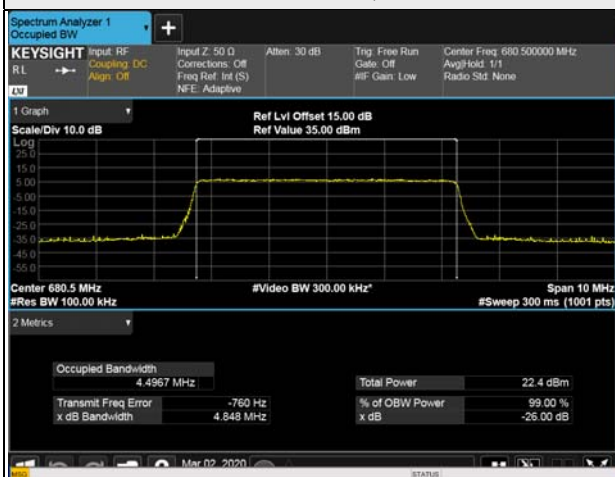 Spectrum Analyzer 1
Occupied BW
KEYSIGHT
Input: RF
Coupling: DC
Align: Off
Input Z: 50 Ω
Corrections: Off
Freq Ref: Int (S)
NFE: Adaptive
Atten: 30 dB
Trig: Free Run
Gate: Off
#IF Gain: Low
Center Freq: 680.500000 MHz
Avg|Hold: 1/1
Radio Std: None
R L
LXI
1 Graph
Scale/Div 10.0 dB
Ref Lvl Offset 15.00 dB
Ref Value 35.00 dBm
Log
25.0
15.0
5.00
-5.00
-15.0
-25.0
-35.0
-45.0
-55.0
Center 680.5 MHz
#Res BW 100.00 kHz
#Video BW 300.00 kHz*
Span 10 MHz
#Sweep 300 ms (1001 pts)
2 Metrics
Occupied Bandwidth
4.4967 MHz
Transmit Freq Error -760 Hz
x dB Bandwidth 4.848 MHz
Total Power 22.4 dBm
% of OBW Power 99.00 %
x dB -26.00 dB
Mar 02, 2020
MSG
STATUS